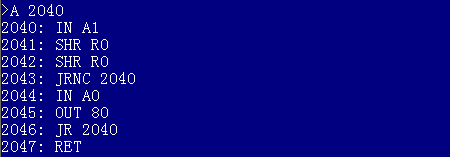 >A 2040
2040: IN A1
2041: SHR R0
2042: SHR R0
2043: JRNC 2040
2044: IN A0
2045: OUT 80
2046: JR 2040
2047: RET